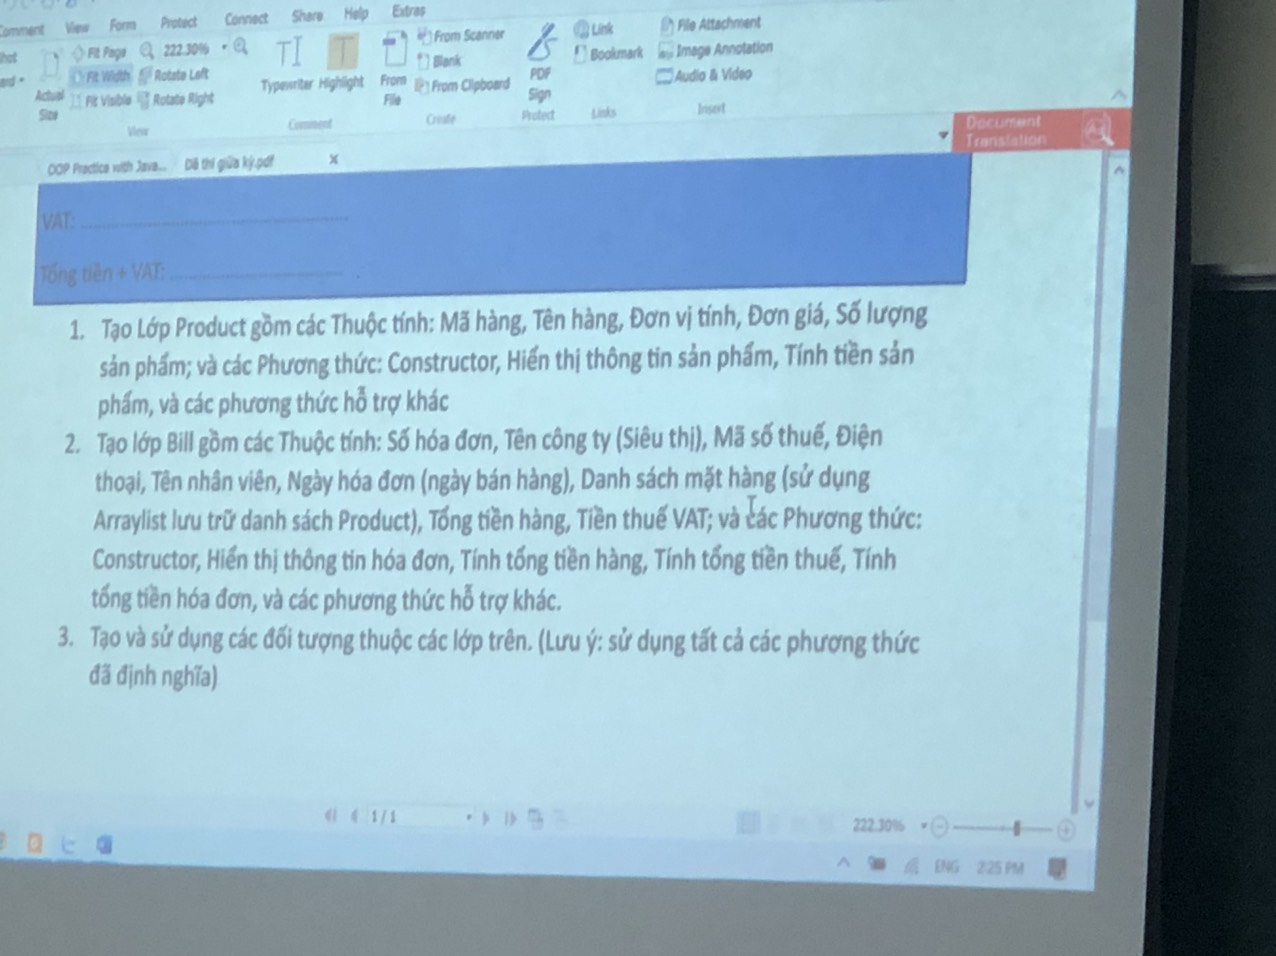 Comment View Form Protect Connect Share Help Extras
Fit Page 222.30% From Scanner Link File Attachment
Fit Width Rotate Left Blank Bookmark Image Annotation
Actual Size Fit Visible Rotate Right Typewriter Highlight From File From Clipboard PDF Sign Audio & Video
View Comment Create Protect Links Insert
Document
Translation
OOP Practice with Java... Đề thi giữa kỳ.pdf X
VAT:
Tổng tiền + VAT:
1. Tạo Lớp Product gồm các Thuộc tính: Mã hàng, Tên hàng, Đơn vị tính, Đơn giá, Số lượng
sản phẩm; và các Phương thức: Constructor, Hiển thị thông tin sản phẩm, Tính tiền sản
phẩm, và các phương thức hỗ trợ khác
2. Tạo lớp Bill gồm các Thuộc tính: Số hóa đơn, Tên công ty (Siêu thị), Mã số thuế, Điện
thoại, Tên nhân viên, Ngày hóa đơn (ngày bán hàng), Danh sách mặt hàng (sử dụng
Arraylist lưu trữ danh sách Product), Tổng tiền hàng, Tiền thuế VAT; và các Phương thức:
Constructor, Hiển thị thông tin hóa đơn, Tính tổng tiền hàng, Tính tổng tiền thuế, Tính
tổng tiền hóa đơn, và các phương thức hỗ trợ khác.
3. Tạo và sử dụng các đối tượng thuộc các lớp trên. (Lưu ý: sử dụng tất cả các phương thức
đã định nghĩa)
1 / 1 222.30%
ENG 2:25 PM